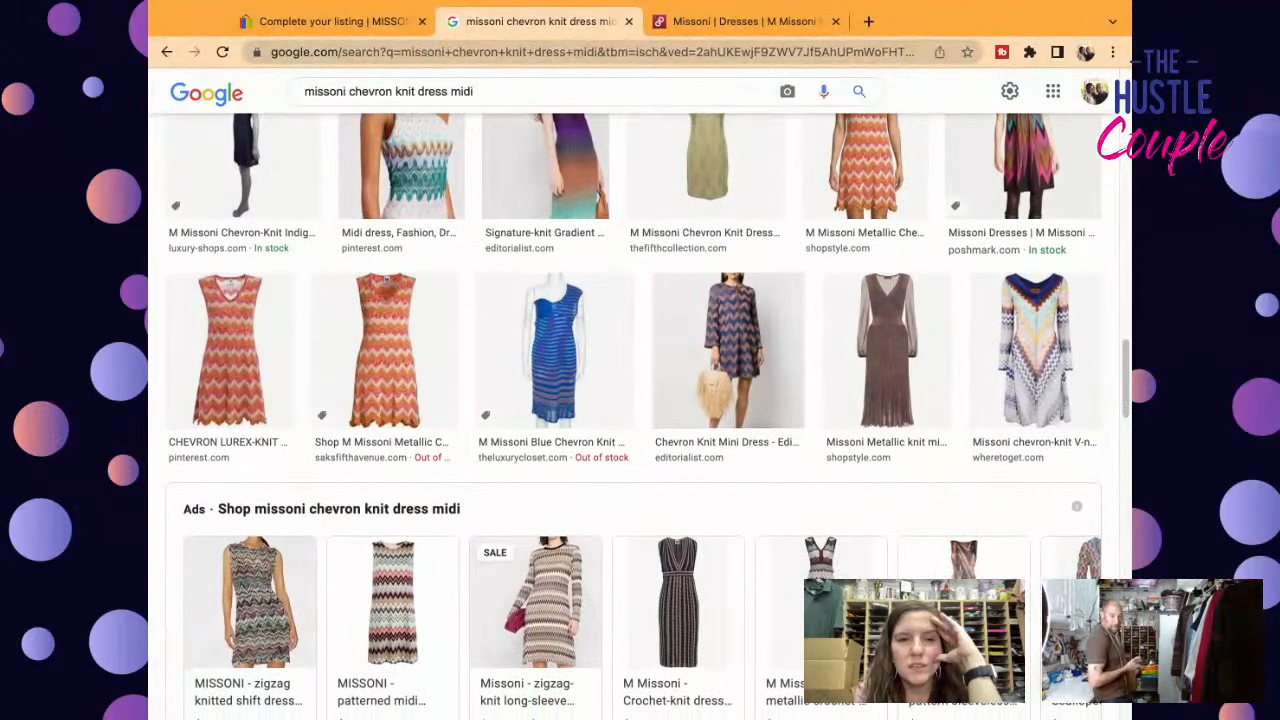 Complete your listing | MISSO
missoni chevron knit dress mid
Missoni | Dresses | M Missoni
google.com/search?q=missoni+chevron+knit+dress+midi&tbm=isch&ved=2ahUKEwjF9ZWV7Jf5AhUPmWoFHT...
-THE-
HUSTLE
Couple
Google
missoni chevron knit dress midi
M Missoni Chevron-Knit Indig...
luxury-shops.com · In stock
Midi dress, Fashion, Dr...
pinterest.com
Signature-knit Gradient ...
editorialist.com
M Missoni Chevron Knit Dress...
thefifthcollection.com
M Missoni Metallic Che...
shopstyle.com
Missoni Dresses | M Missoni ...
poshmark.com · In stock
CHEVRON LUREX-KNIT ...
pinterest.com
Shop M Missoni Metallic C...
saksfifthavenue.com · Out of ...
M Missoni Blue Chevron Knit ...
theluxurycloset.com · Out of stock
Chevron Knit Mini Dress - Edi...
editorialist.com
Missoni Metallic knit mi...
shopstyle.com
Missoni chevron-knit V-n...
wheretoget.com
Ads · Shop missoni chevron knit dress midi
SALE
MISSONI - zigzag
knitted shift dress...
MISSONI -
patterned midi
Missoni - zigzag-
knit long-sleeve...
M Missoni -
Crochet-knit dress...